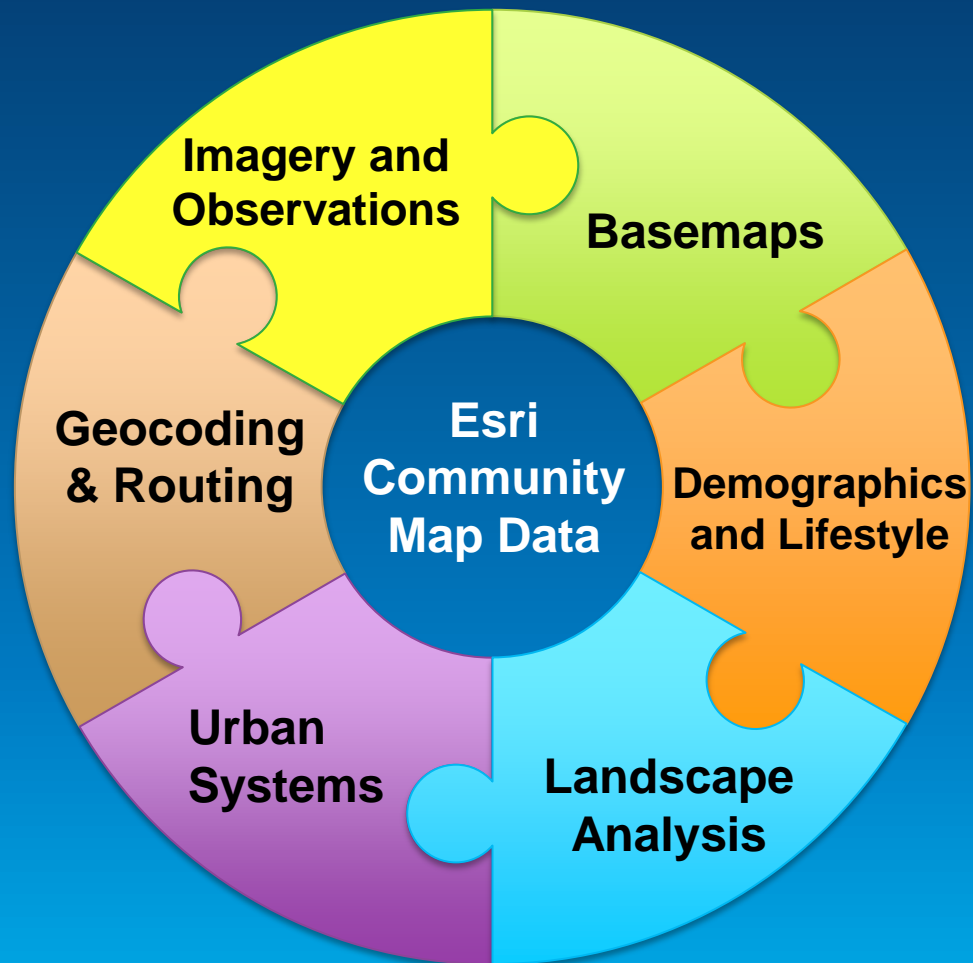 Imagery and
Observations
Basemaps
Geocoding
& Routing
Esri
Community
Map Data
Demographics
and Lifestyle
Urban
Systems
Landscape
Analysis